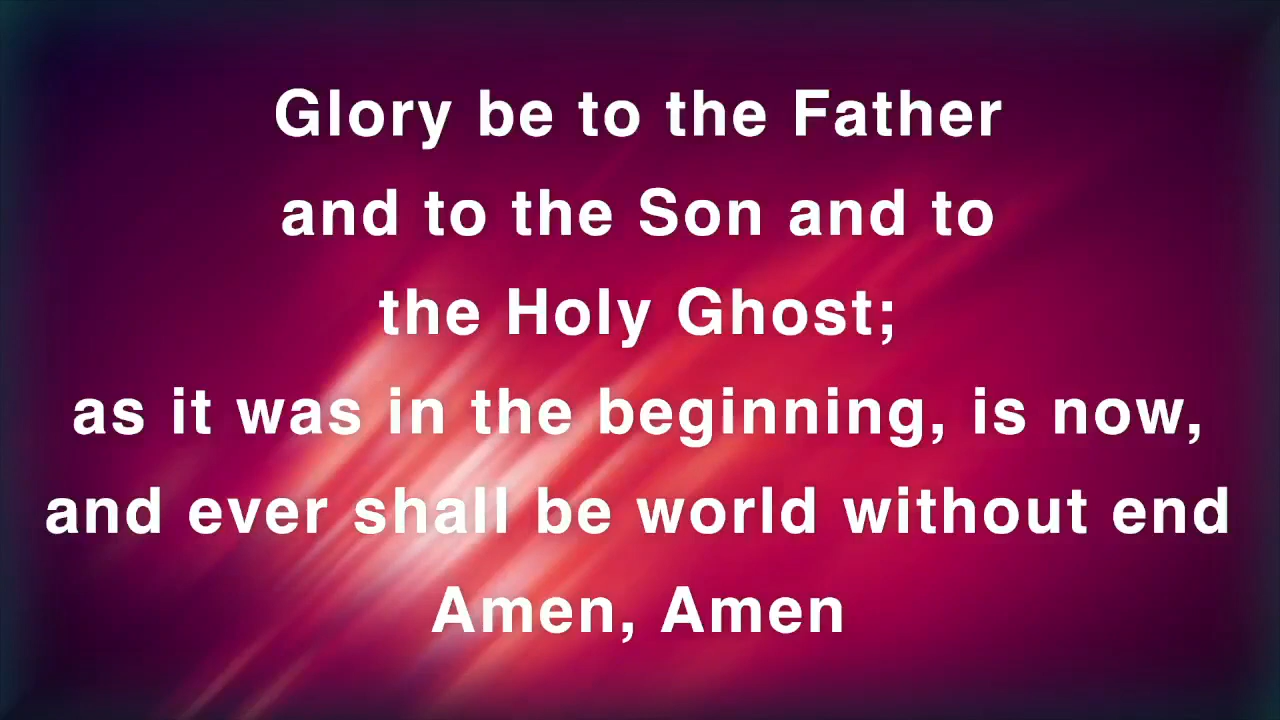 Glory be to the Father
and to the Son and to
the Holy Ghost;
as it was in the beginning, is now,
and ever shall be world without end
Amen, Amen